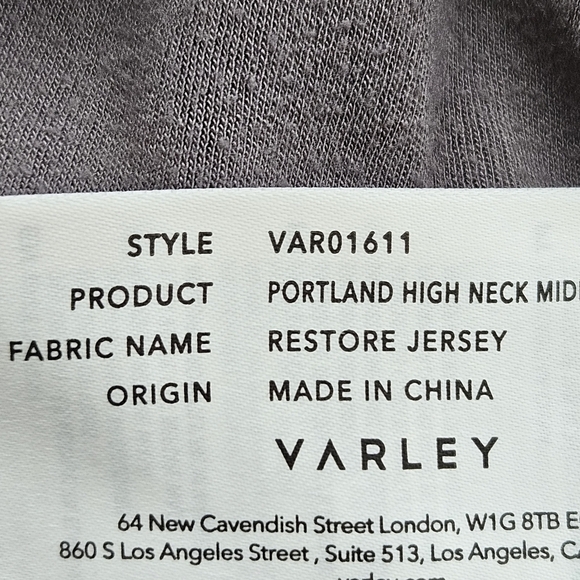 STYLE VAR01611
PRODUCT PORTLAND HIGH NECK
FABRIC NAME RESTORE JERSEY
ORIGIN MADE IN CHINA
VARLEY
64 New Cavendish Street London, W1G 8TB
860 S Los Angeles Street, Suite 513, Los Angeles,